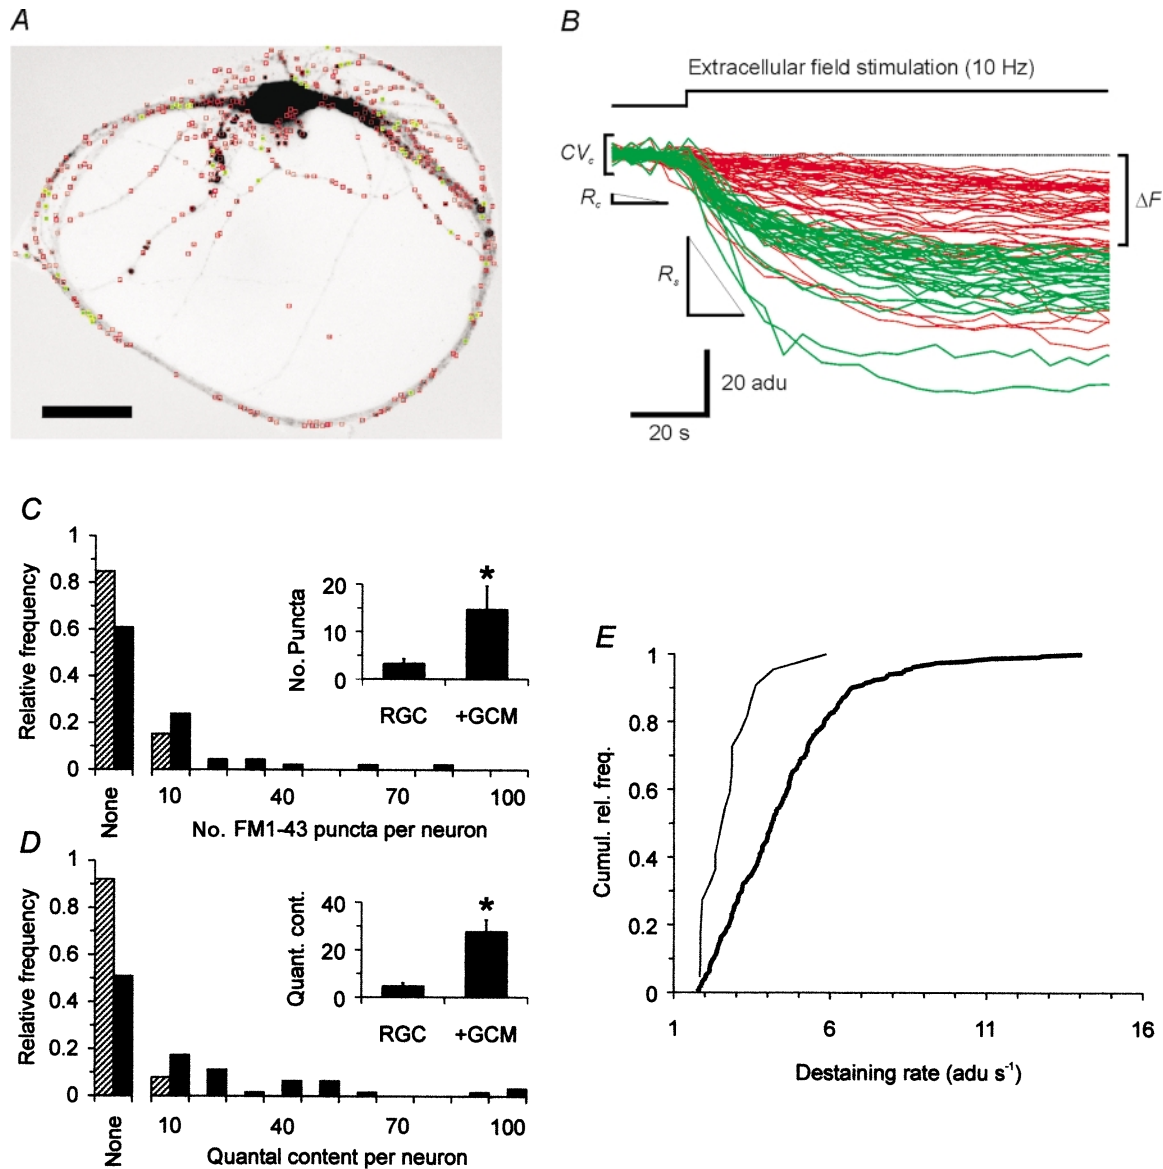 A
B
Extracellular field stimulation (10 Hz)
CVc
Rc
ΔF
Rs
20 adu
20 s
C
1
0.8
0.6
0.4
0.2
0
Relative frequency
None
10
40
70
100
No. FM1-43 puncta per neuron
20
10
0
No. Puncta
*
RGC
+GCM
D
1
0.8
0.6
0.4
0.2
0
Relative frequency
None
10
40
70
100
Quantal content per neuron
40
20
0
Quant. cont.
*
RGC
+GCM
E
1
0.8
0.6
0.4
0.2
0
Cumul. rel. freq.
1
6
11
16
Destaining rate (adu s⁻¹)